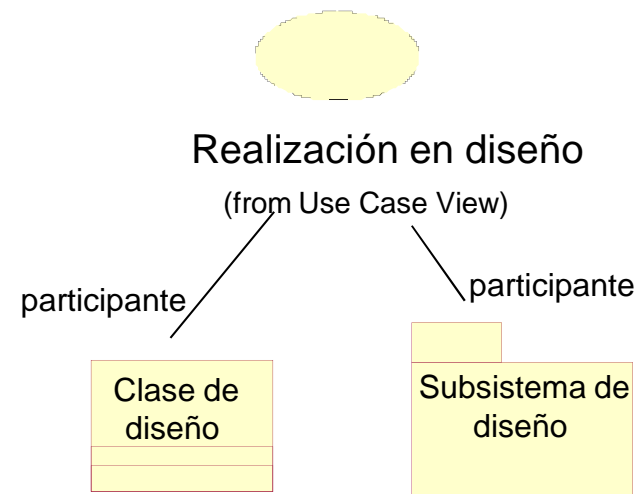 Realización en diseño
(from Use Case View)
participante
participante
Clase de
diseño
Subsistema de
diseño